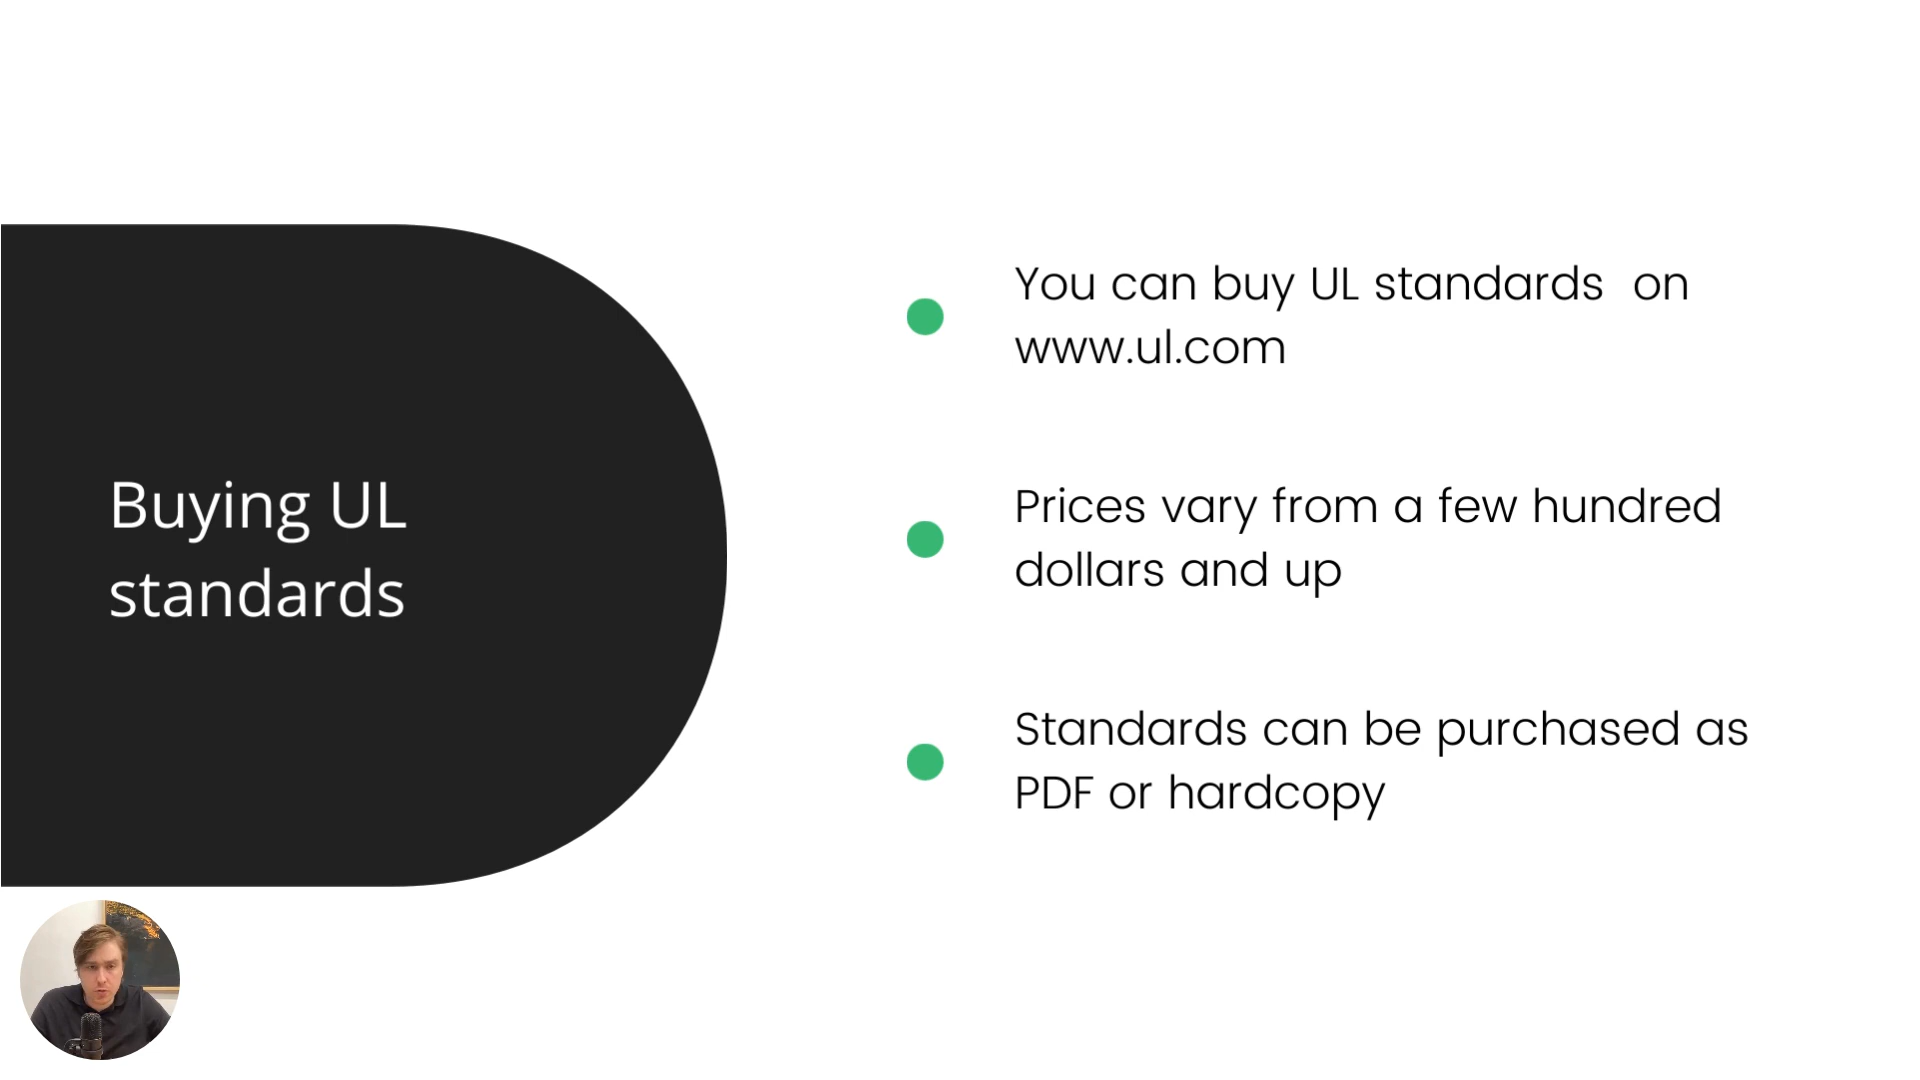 Buying UL
standards
You can buy UL standards  on
www.ul.com
Prices vary from a few hundred
dollars and up
Standards can be purchased as
PDF or hardcopy